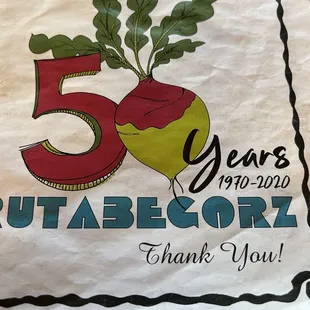 50
Years
1970-2020
RUTABEGORZ
Thank You!